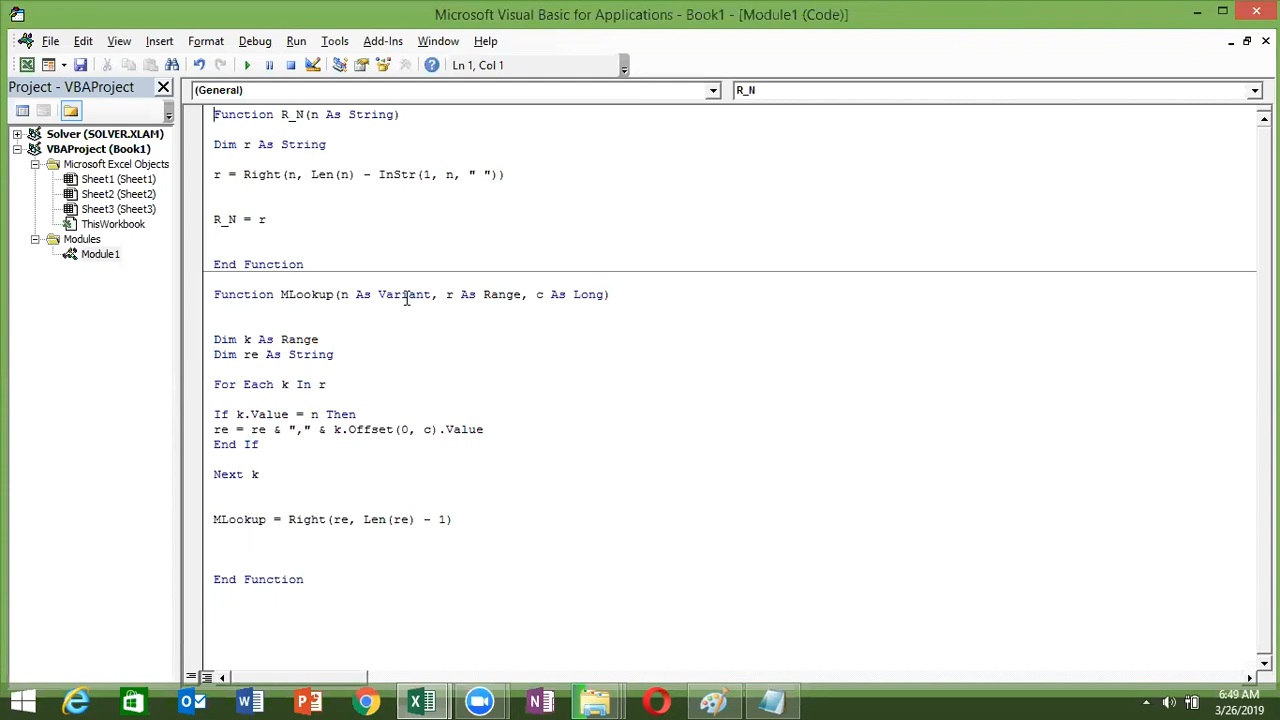 Microsoft Visual Basic for Applications - Book1 - [Module1 (Code)]
File Edit View Insert Format Debug Run Tools Add-Ins Window Help
Ln 1, Col 1
Project - VBAProject
(General)
R_N
Solver (SOLVER.XLAM)
VBAProject (Book1)
Microsoft Excel Objects
Sheet1 (Sheet1)
Sheet2 (Sheet2)
Sheet3 (Sheet3)
ThisWorkbook
Modules
Module1
Function R_N(n As String)
Dim r As String
r = Right(n, Len(n) - InStr(1, n, " "))
R_N = r
End Function
Function MLookup(n As Variant, r As Range, c As Long)
Dim k As Range
Dim re As String
For Each k In r
If k.Value = n Then
re = re & "," & k.Offset(0, c).Value
End If
Next k
MLookup = Right(re, Len(re) - 1)
End Function
6:49 AM
3/26/2019